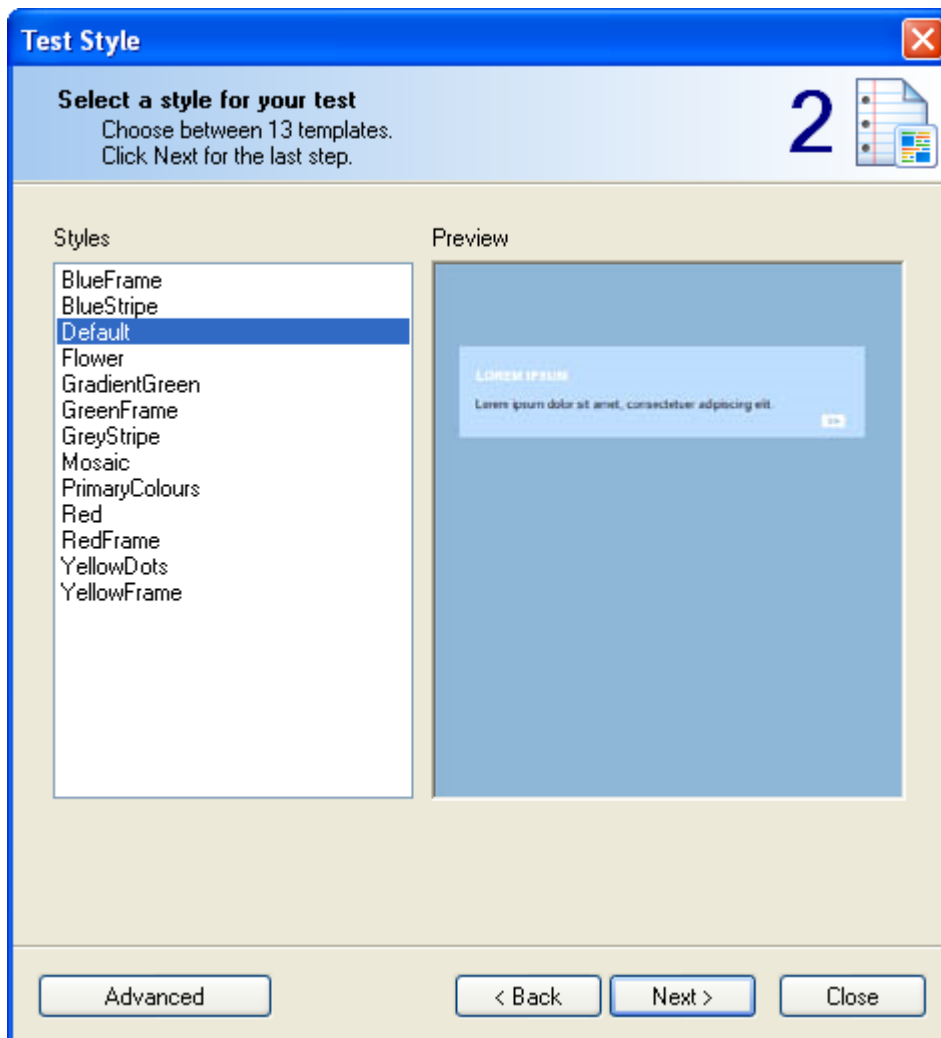 Test Style
Select a style for your test
Choose between 13 templates.
Click Next for the last step.
2
Styles
Preview
BlueFrame
BlueStripe
Default
Flower
GradientGreen
GreenFrame
GreyStripe
Mosaic
PrimaryColours
Red
RedFrame
YellowDots
YellowFrame
LOREM IPSUM
Lorem ipsum dolor sit amet, consectetuer adipiscing elit.
>>
Advanced
< Back
Next >
Close